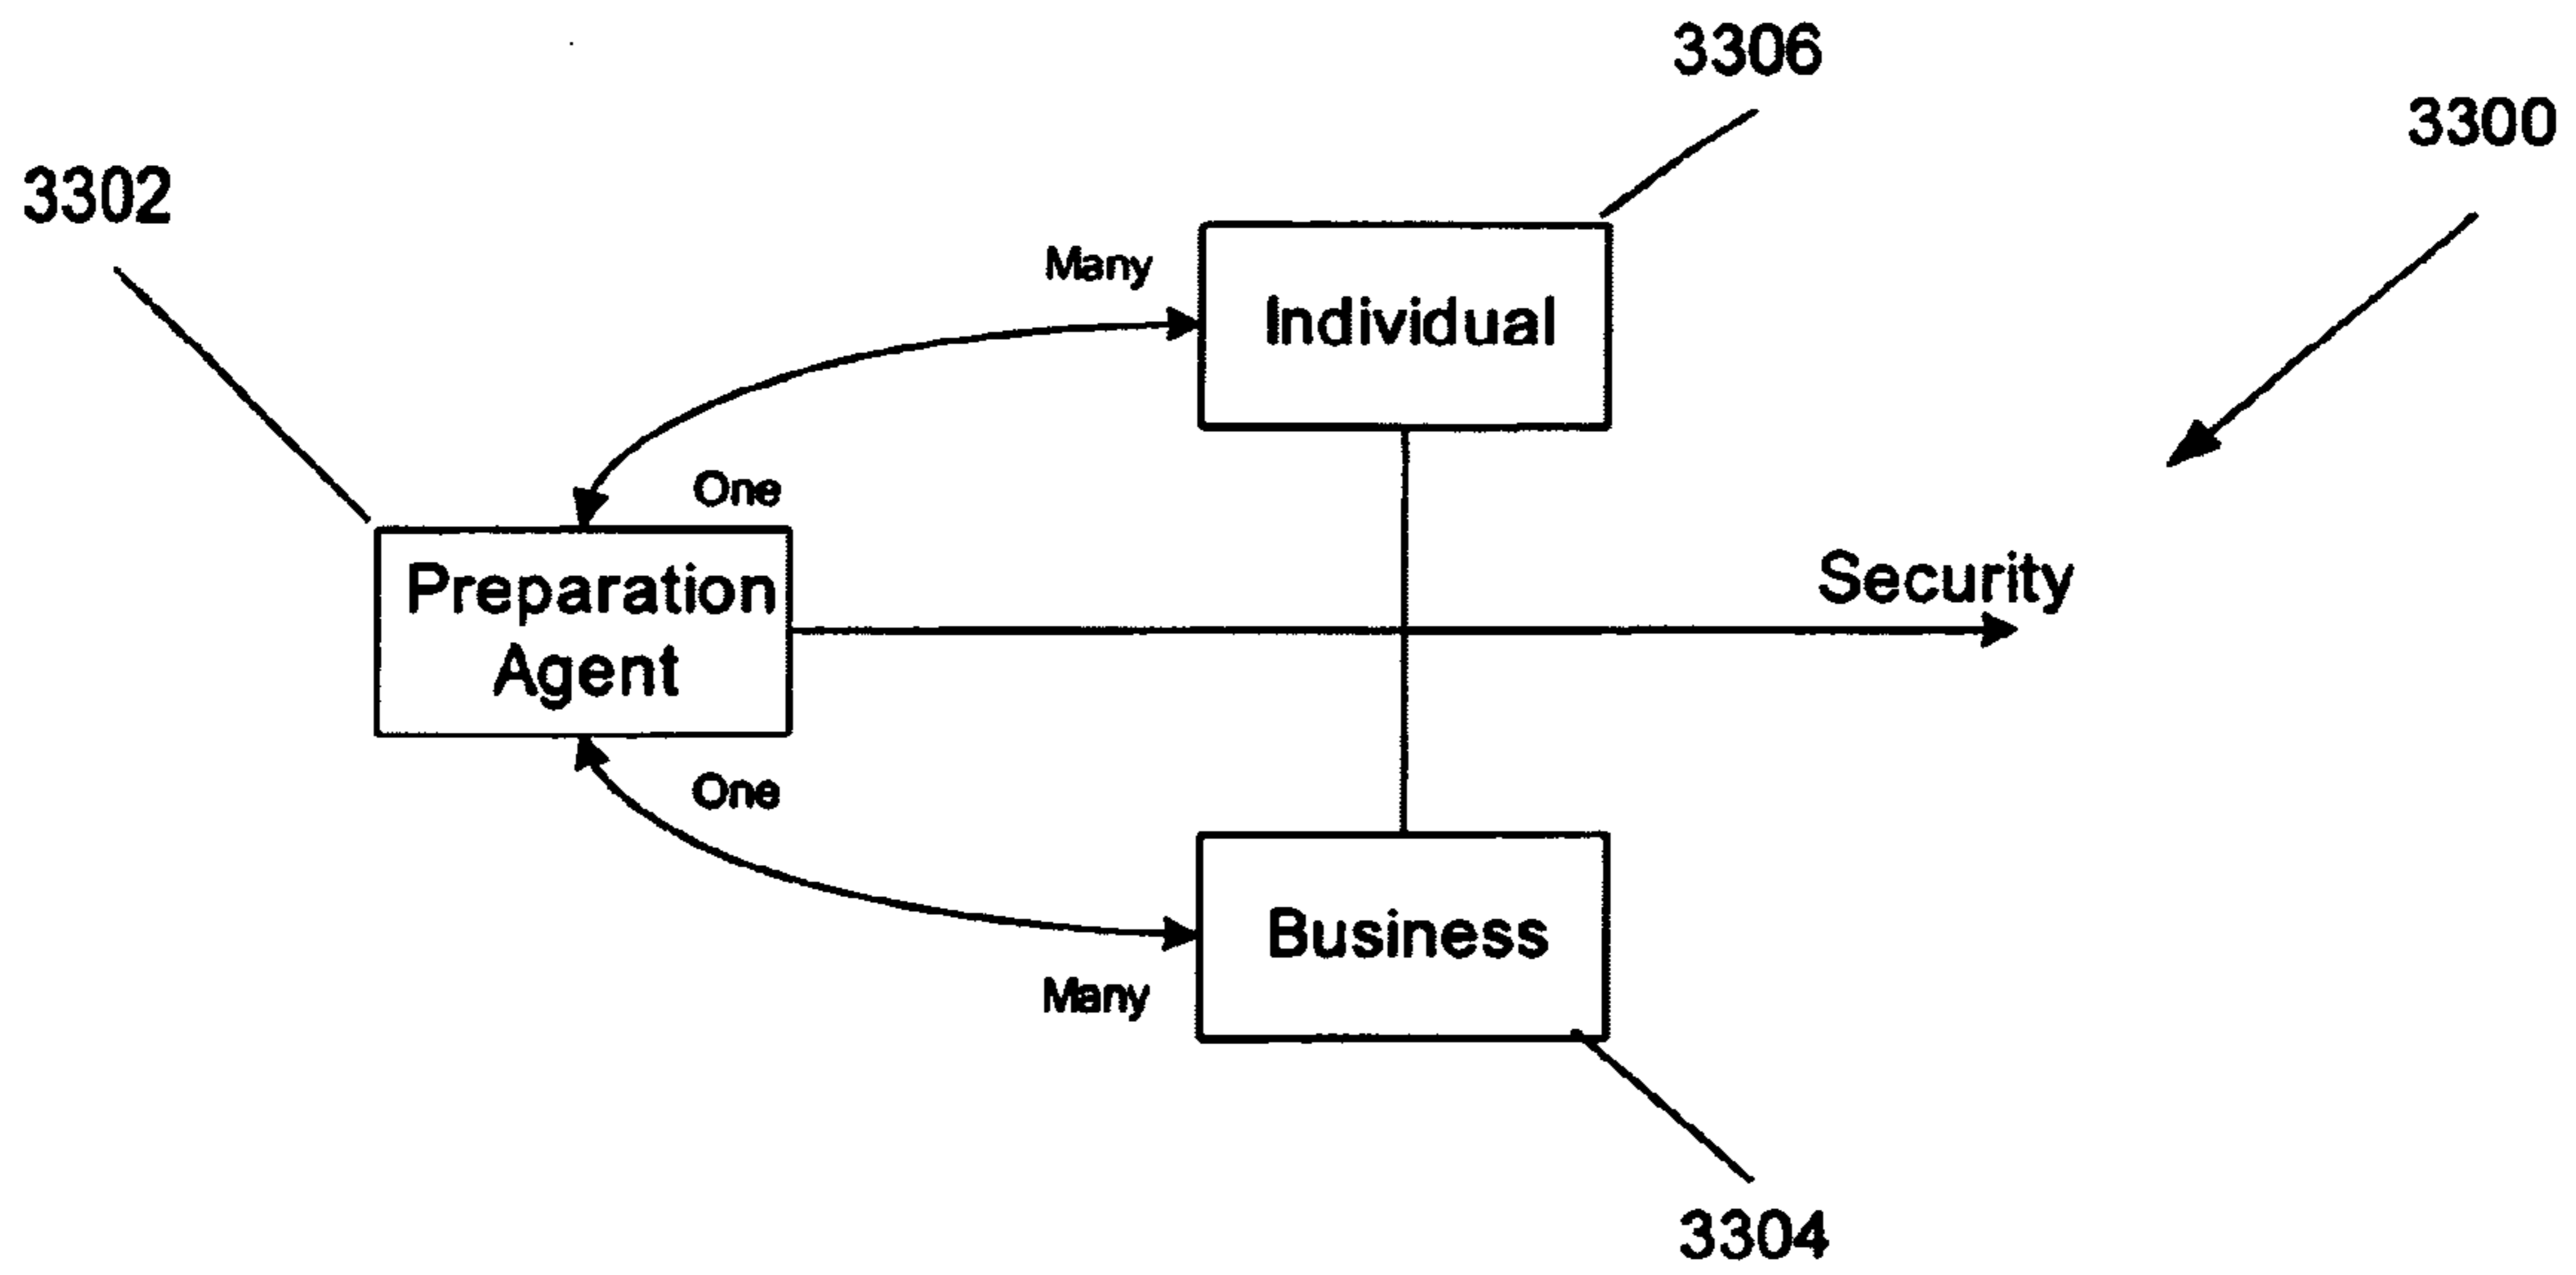 3306
3300
3302
Many
Individual
One
Security
Preparation
Agent
One
Business
Many
3304